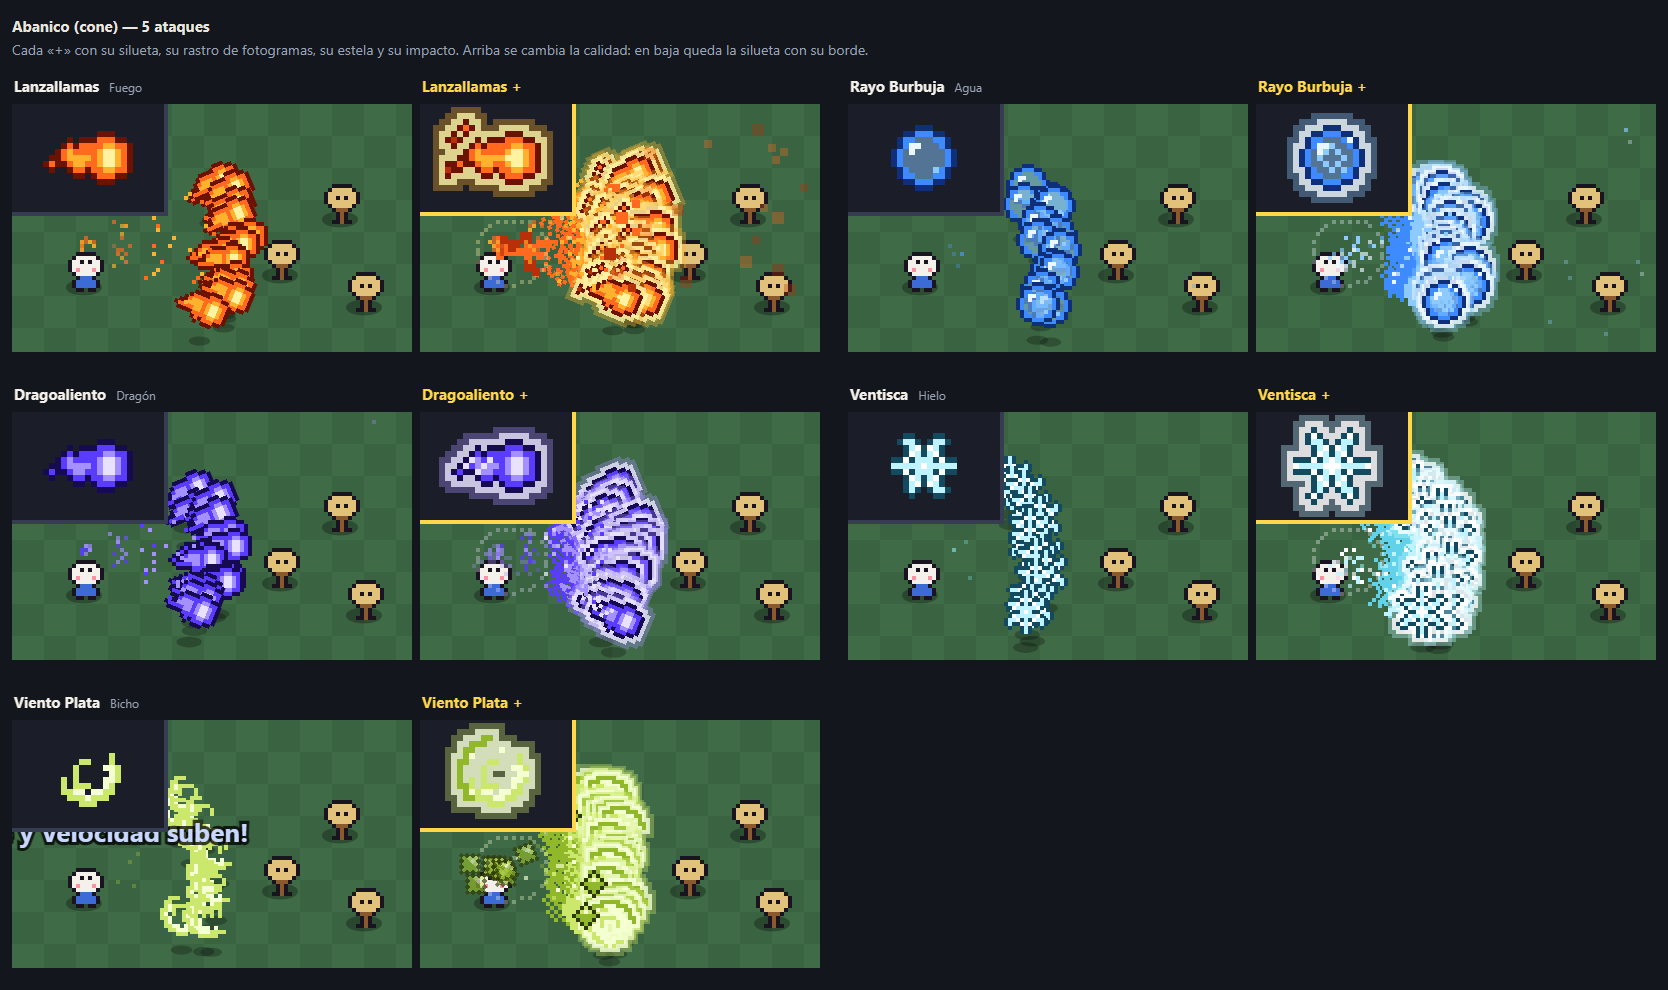 Abanico (cone) — 5 ataques
Cada «+» con su silueta, su rastro de fotogramas, su estela y su impacto. Arriba se cambia la calidad: en baja queda la silueta con su borde.
Lanzallamas Fuego
Lanzallamas +
Rayo Burbuja Agua
Rayo Burbuja +
Dragoaliento Dragón
Dragoaliento +
Ventisca Hielo
Ventisca +
Viento Plata Bicho
Viento Plata +
y velocidad suben!